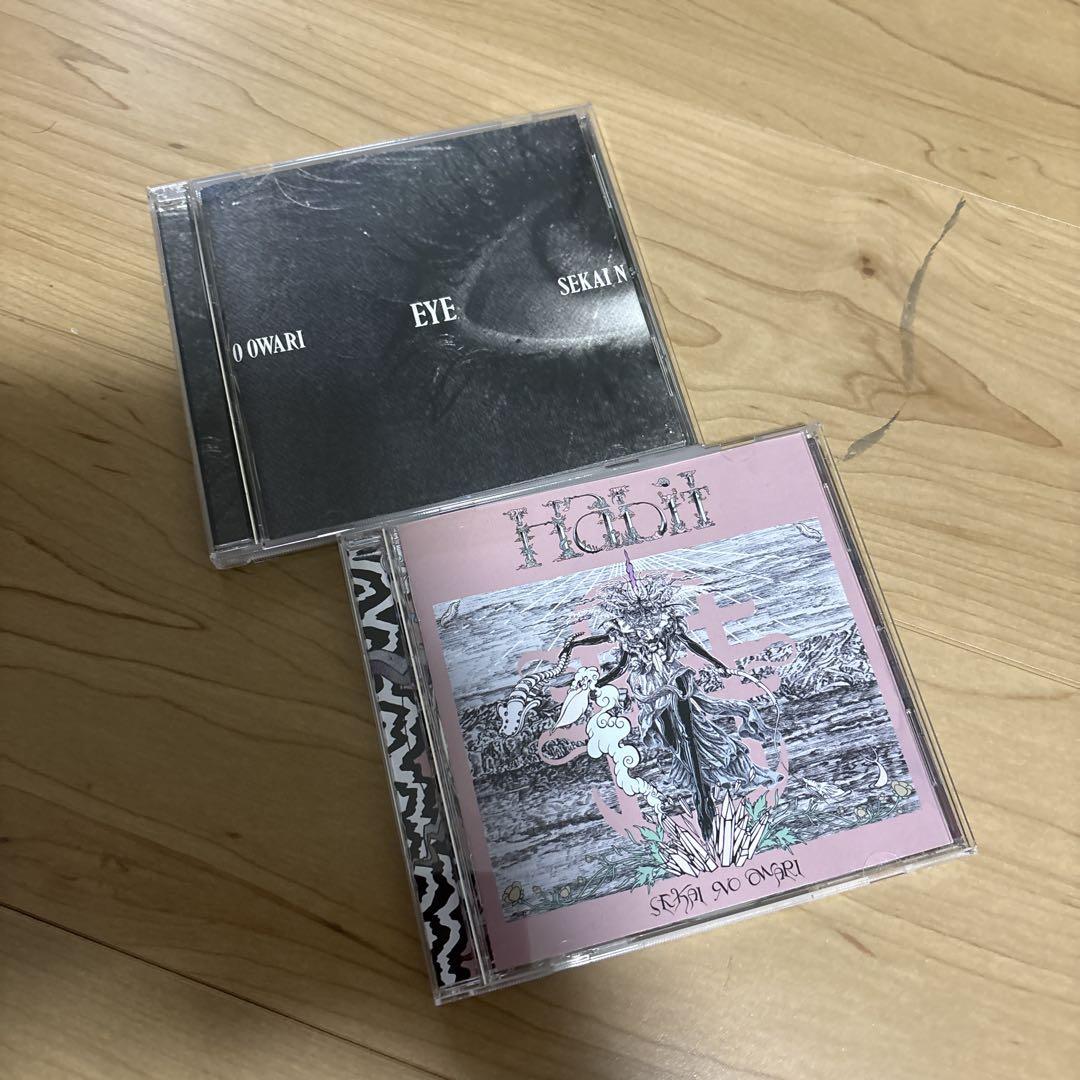 O OWARI
EYE
SEKAI N
Habit
SEKAI NO OWARI